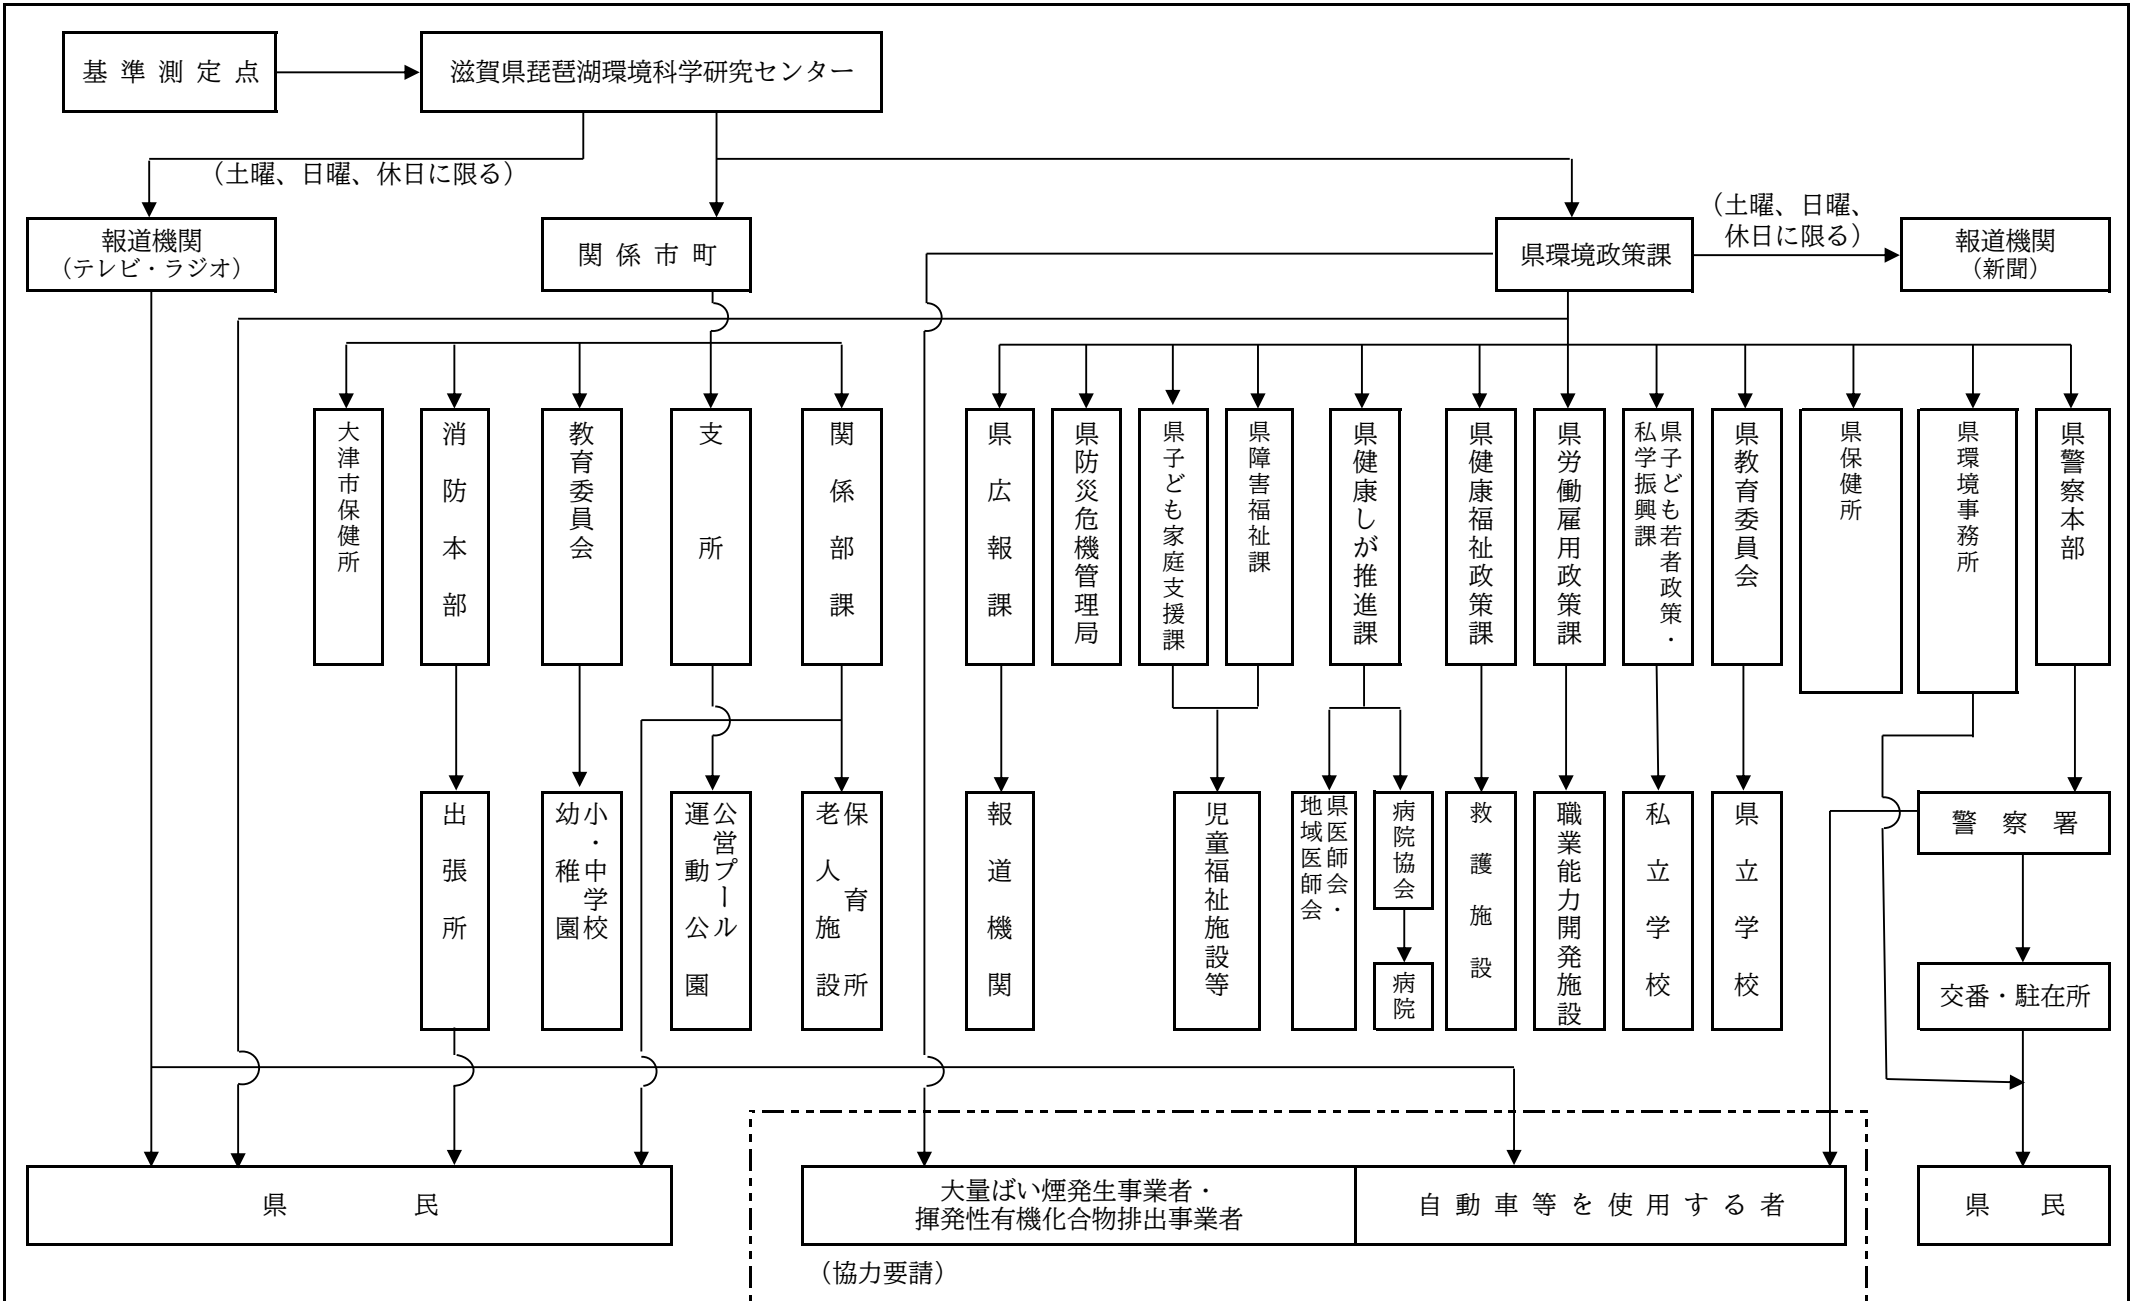 基準測定点
滋賀県琵琶湖環境科学研究センター
（土曜、日曜、休日に限る）
（土曜、日曜、
休日に限る）
報道機関
（テレビ・ラジオ）
関係市町
県環境政策課
報道機関
（新聞）
大津市保健所
消防本部
教育委員会
支所
関係部課
県広報課
県防災危機管理局
県子ども家庭支援課
県障害福祉課
県健康しが推進課
県健康福祉政策課
県労働雇用政策課
県子ども若者政策・
私学振興課
県教育委員会
県保健所
県環境事務所
県警察本部
出張所
小・中学校
幼稚園
公営プール
運動公園
保育所
老人施設
報道機関
児童福祉施設等
県医師会・
地域医師会
病院協会
病院
救護施設
職業能力開発施設
私立学校
県立学校
警察署
交番・駐在所
県民
大量ばい煙発生事業者・
揮発性有機化合物排出事業者
自動車等を使用する者
県民
（協力要請）